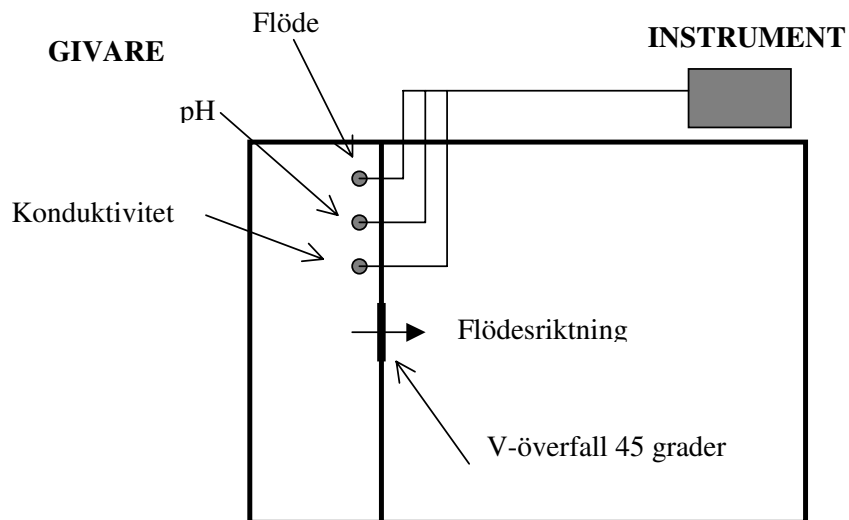 Flöde
INSTRUMENT
GIVARE
pH
Konduktivitet
Flödesriktning
V-överfall 45 grader